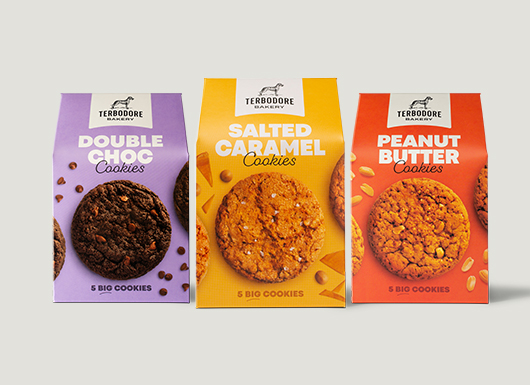 TERBODORE
BAKERY
DOUBLE
CHOC
Cookies
5 BIG COOKIES
TERBODORE
BAKERY
SALTED
CARAMEL
Cookies
5 BIG COOKIES
TERBODORE
BAKERY
PEANUT
BUTTER
Cookies
5 BIG COOKIES